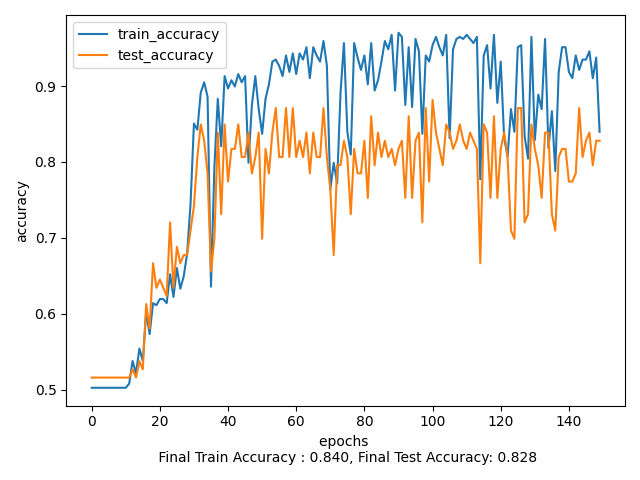 train_accuracy
test_accuracy
0.9
0.8
0.7
0.6
0.5
accuracy
0 20 40 60 80 100 120 140
epochs
Final Train Accuracy : 0.840, Final Test Accuracy: 0.828